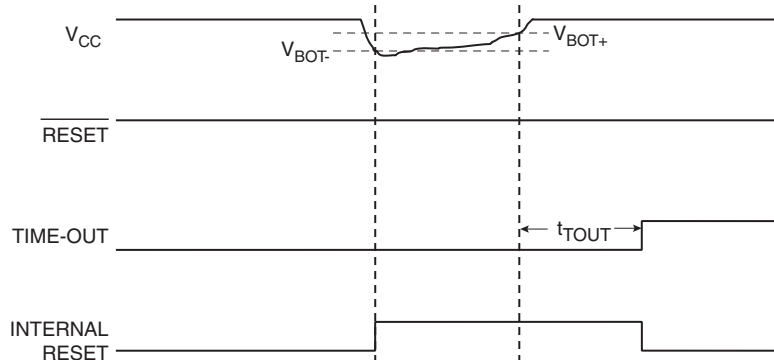 VCC
VBOT-
VBOT+
RESET
TIME-OUT
tTOUT
INTERNAL
RESET